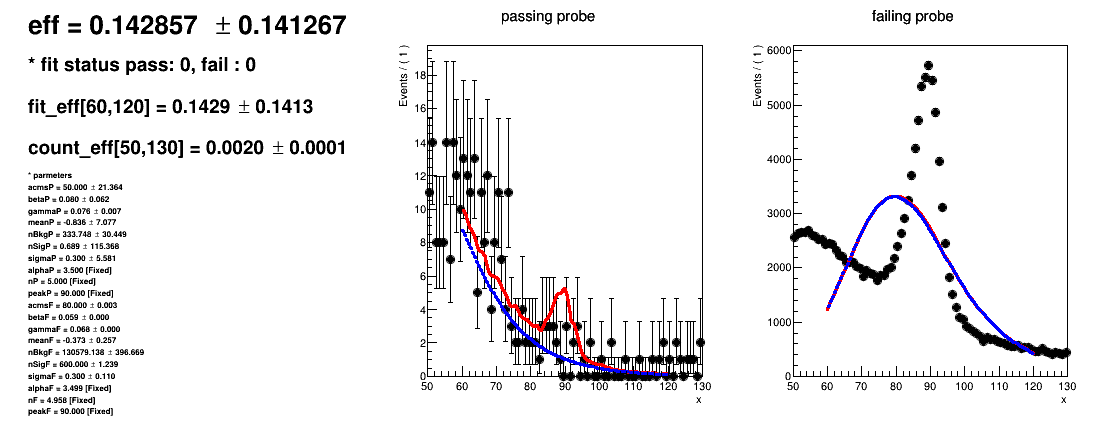 eff = 0.142857 ± 0.141267
* fit status pass: 0, fail : 0
fit_eff[60,120] = 0.1429 ± 0.1413
count_eff[50,130] = 0.0020 ± 0.0001
* parmeters
acmsP = 50.000 ± 21.364
betaP = 0.080 ± 0.062
gammaP = 0.076 ± 0.007
meanP = -0.836 ± 7.077
nBkgP = 333.748 ± 30.449
nSigP = 0.689 ± 115.368
sigmaP = 0.300 ± 5.581
alphaP = 3.500 [Fixed]
nP = 5.000 [Fixed]
peakP = 90.000 [Fixed]
acmsF = 80.000 ± 0.003
betaF = 0.059 ± 0.000
gammaF = 0.068 ± 0.000
meanF = -0.373 ± 0.257
nBkgF = 130579.138 ± 396.669
nSigF = 600.000 ± 1.239
sigmaF = 0.300 ± 0.110
alphaF = 3.499 [Fixed]
nF = 4.958 [Fixed]
peakF = 90.000 [Fixed]
passing probe
Events / ( 1 )
18
16
14
12
10
8
6
4
2
0
50 60 70 80 90 100 110 120 130
x
failing probe
Events / ( 1 )
6000
5000
4000
3000
2000
1000
0
50 60 70 80 90 100 110 120 130
x